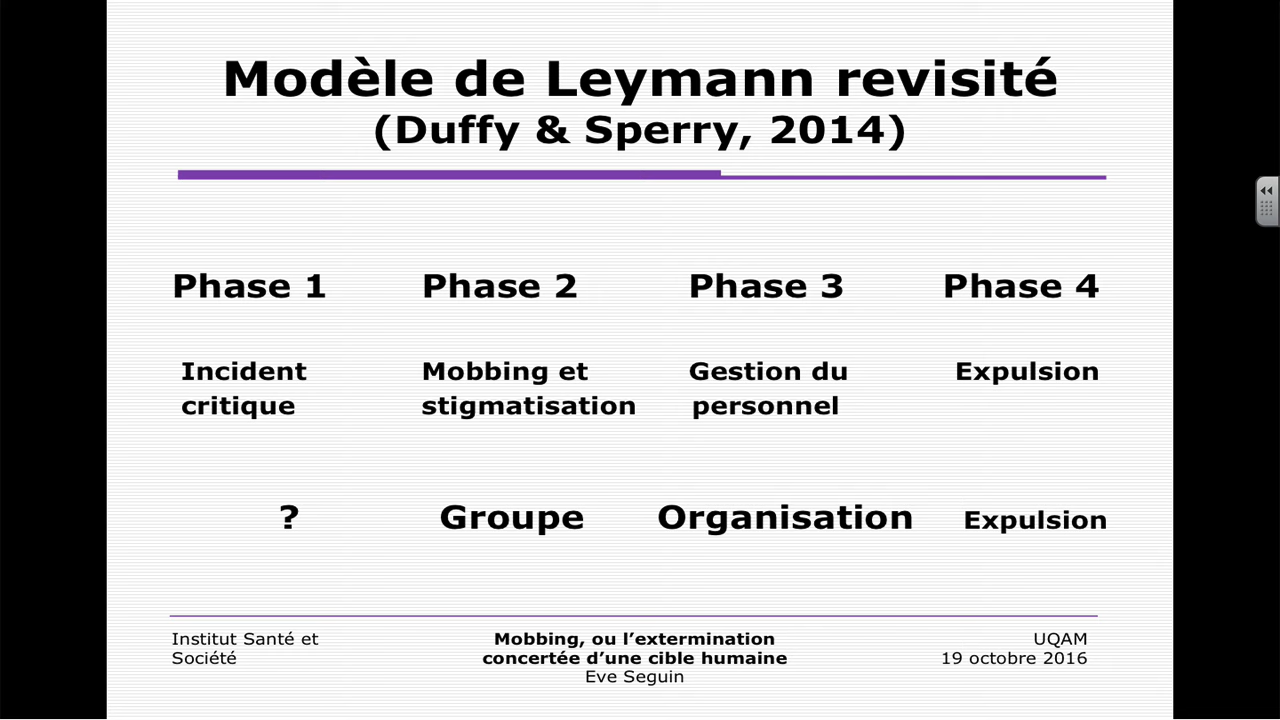 Modèle de Leymann revisité
(Duffy & Sperry, 2014)
Phase 1 Phase 2 Phase 3 Phase 4
Incident critique
Mobbing et stigmatisation
Gestion du personnel
Expulsion
? Groupe Organisation Expulsion
Institut Santé et
Société
Mobbing, ou l’extermination
concertée d’une cible humaine
Eve Seguin
UQAM
19 octobre 2016